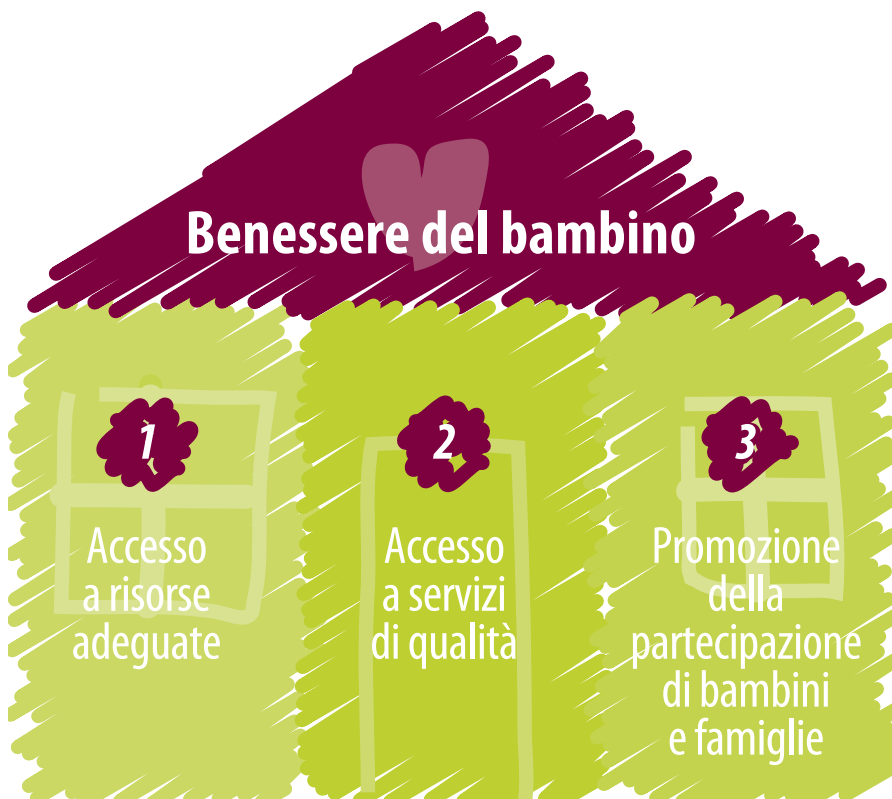 Benessere del bambino
1
Accesso
a risorse
adeguate
2
Accesso
a servizi
di qualità
3
Promozione
della
partecipazione
di bambini
e famiglie